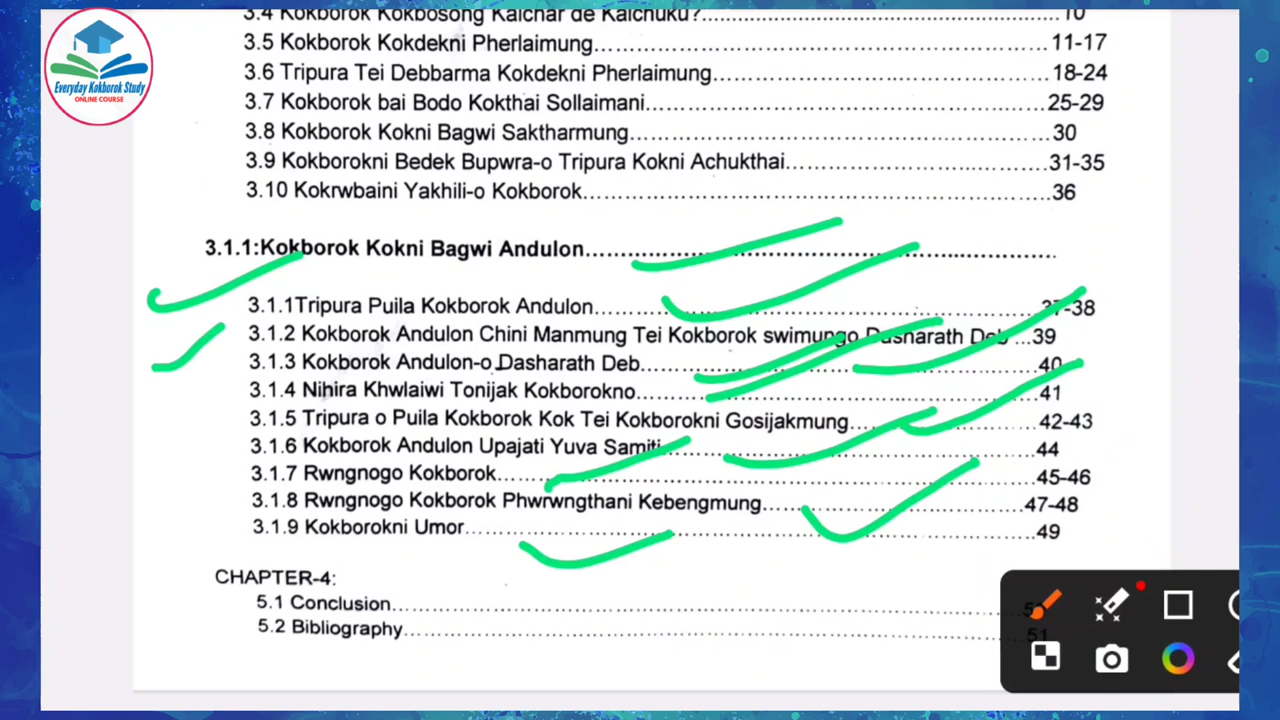 3.4 Kokborok Kokbosong Kaichar de Kaichuku?..........10
3.5 Kokborok Kokdekni Pherlaimung..........11-17
3.6 Tripura Tei Debbarma Kokdekni Pherlaimung..........18-24
3.7 Kokborok bai Bodo Kokthai Sollaimani..........25-29
3.8 Kokborok Kokni Bagwi Saktharmung..........30
3.9 Kokborokni Bedek Bupwra-o Tripura Kokni Achukthai..........31-35
3.10 Kokrwbaini Yakhili-o Kokborok..........36
3.1.1:Kokborok Kokni Bagwi Andulon..........
3.1.1Tripura Puila Kokborok Andulon..........37-38
3.1.2 Kokborok Andulon Chini Manmung Tei Kokborok swimungo Dasharath Deb ...39
3.1.3 Kokborok Andulon-o Dasharath Deb..........40
3.1.4 Nihira Khwlaiwi Tonijak Kokborokno..........41
3.1.5 Tripura o Puila Kokborok Kok Tei Kokborokni Gosijakmung..........42-43
3.1.6 Kokborok Andulon Upajati Yuva Samiti..........44
3.1.7 Rwngnogo Kokborok..........45-46
3.1.8 Rwngnogo Kokborok Phwrwngthani Kebengmung..........47-48
3.1.9 Kokborokni Umor..........49
CHAPTER-4:
5.1 Conclusion..........
5.2 Bibliography..........51
Everyday Kokborok Study
ONLINE COURSE